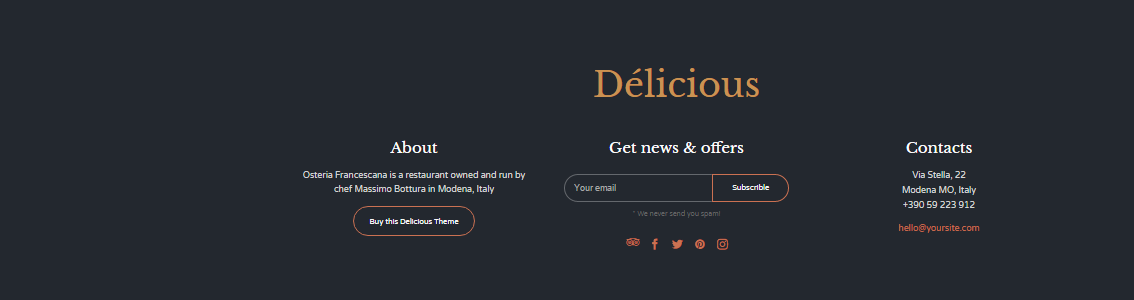 Délicious
About
Osteria Francescana is a restaurant owned and run by
chef Massimo Bottura in Modena, Italy
Buy this Delicious Theme
Get news & offers
Your email
Subscrible
* We never send you spam!
Contacts
Via Stella, 22
Modena MO, Italy
+390 59 223 912
hello@yoursite.com